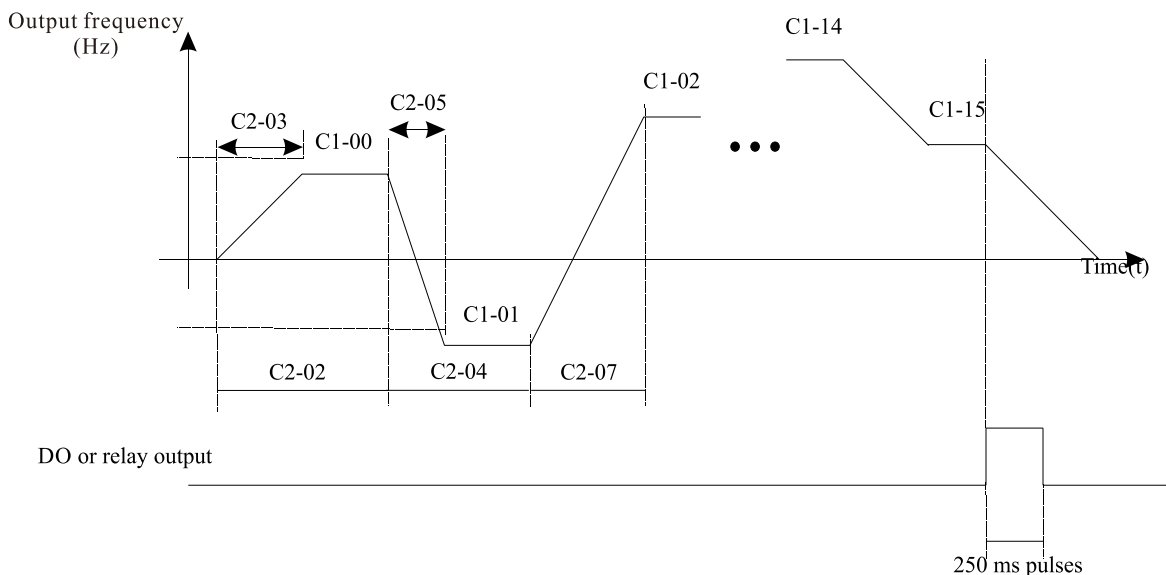 Output frequency
(Hz)
C1-14
C1-02
C2-05
C1-15
C2-03
C1-00
Time(t)
C1-01
C2-02
C2-04
C2-07
DO or relay output
250 ms pulses